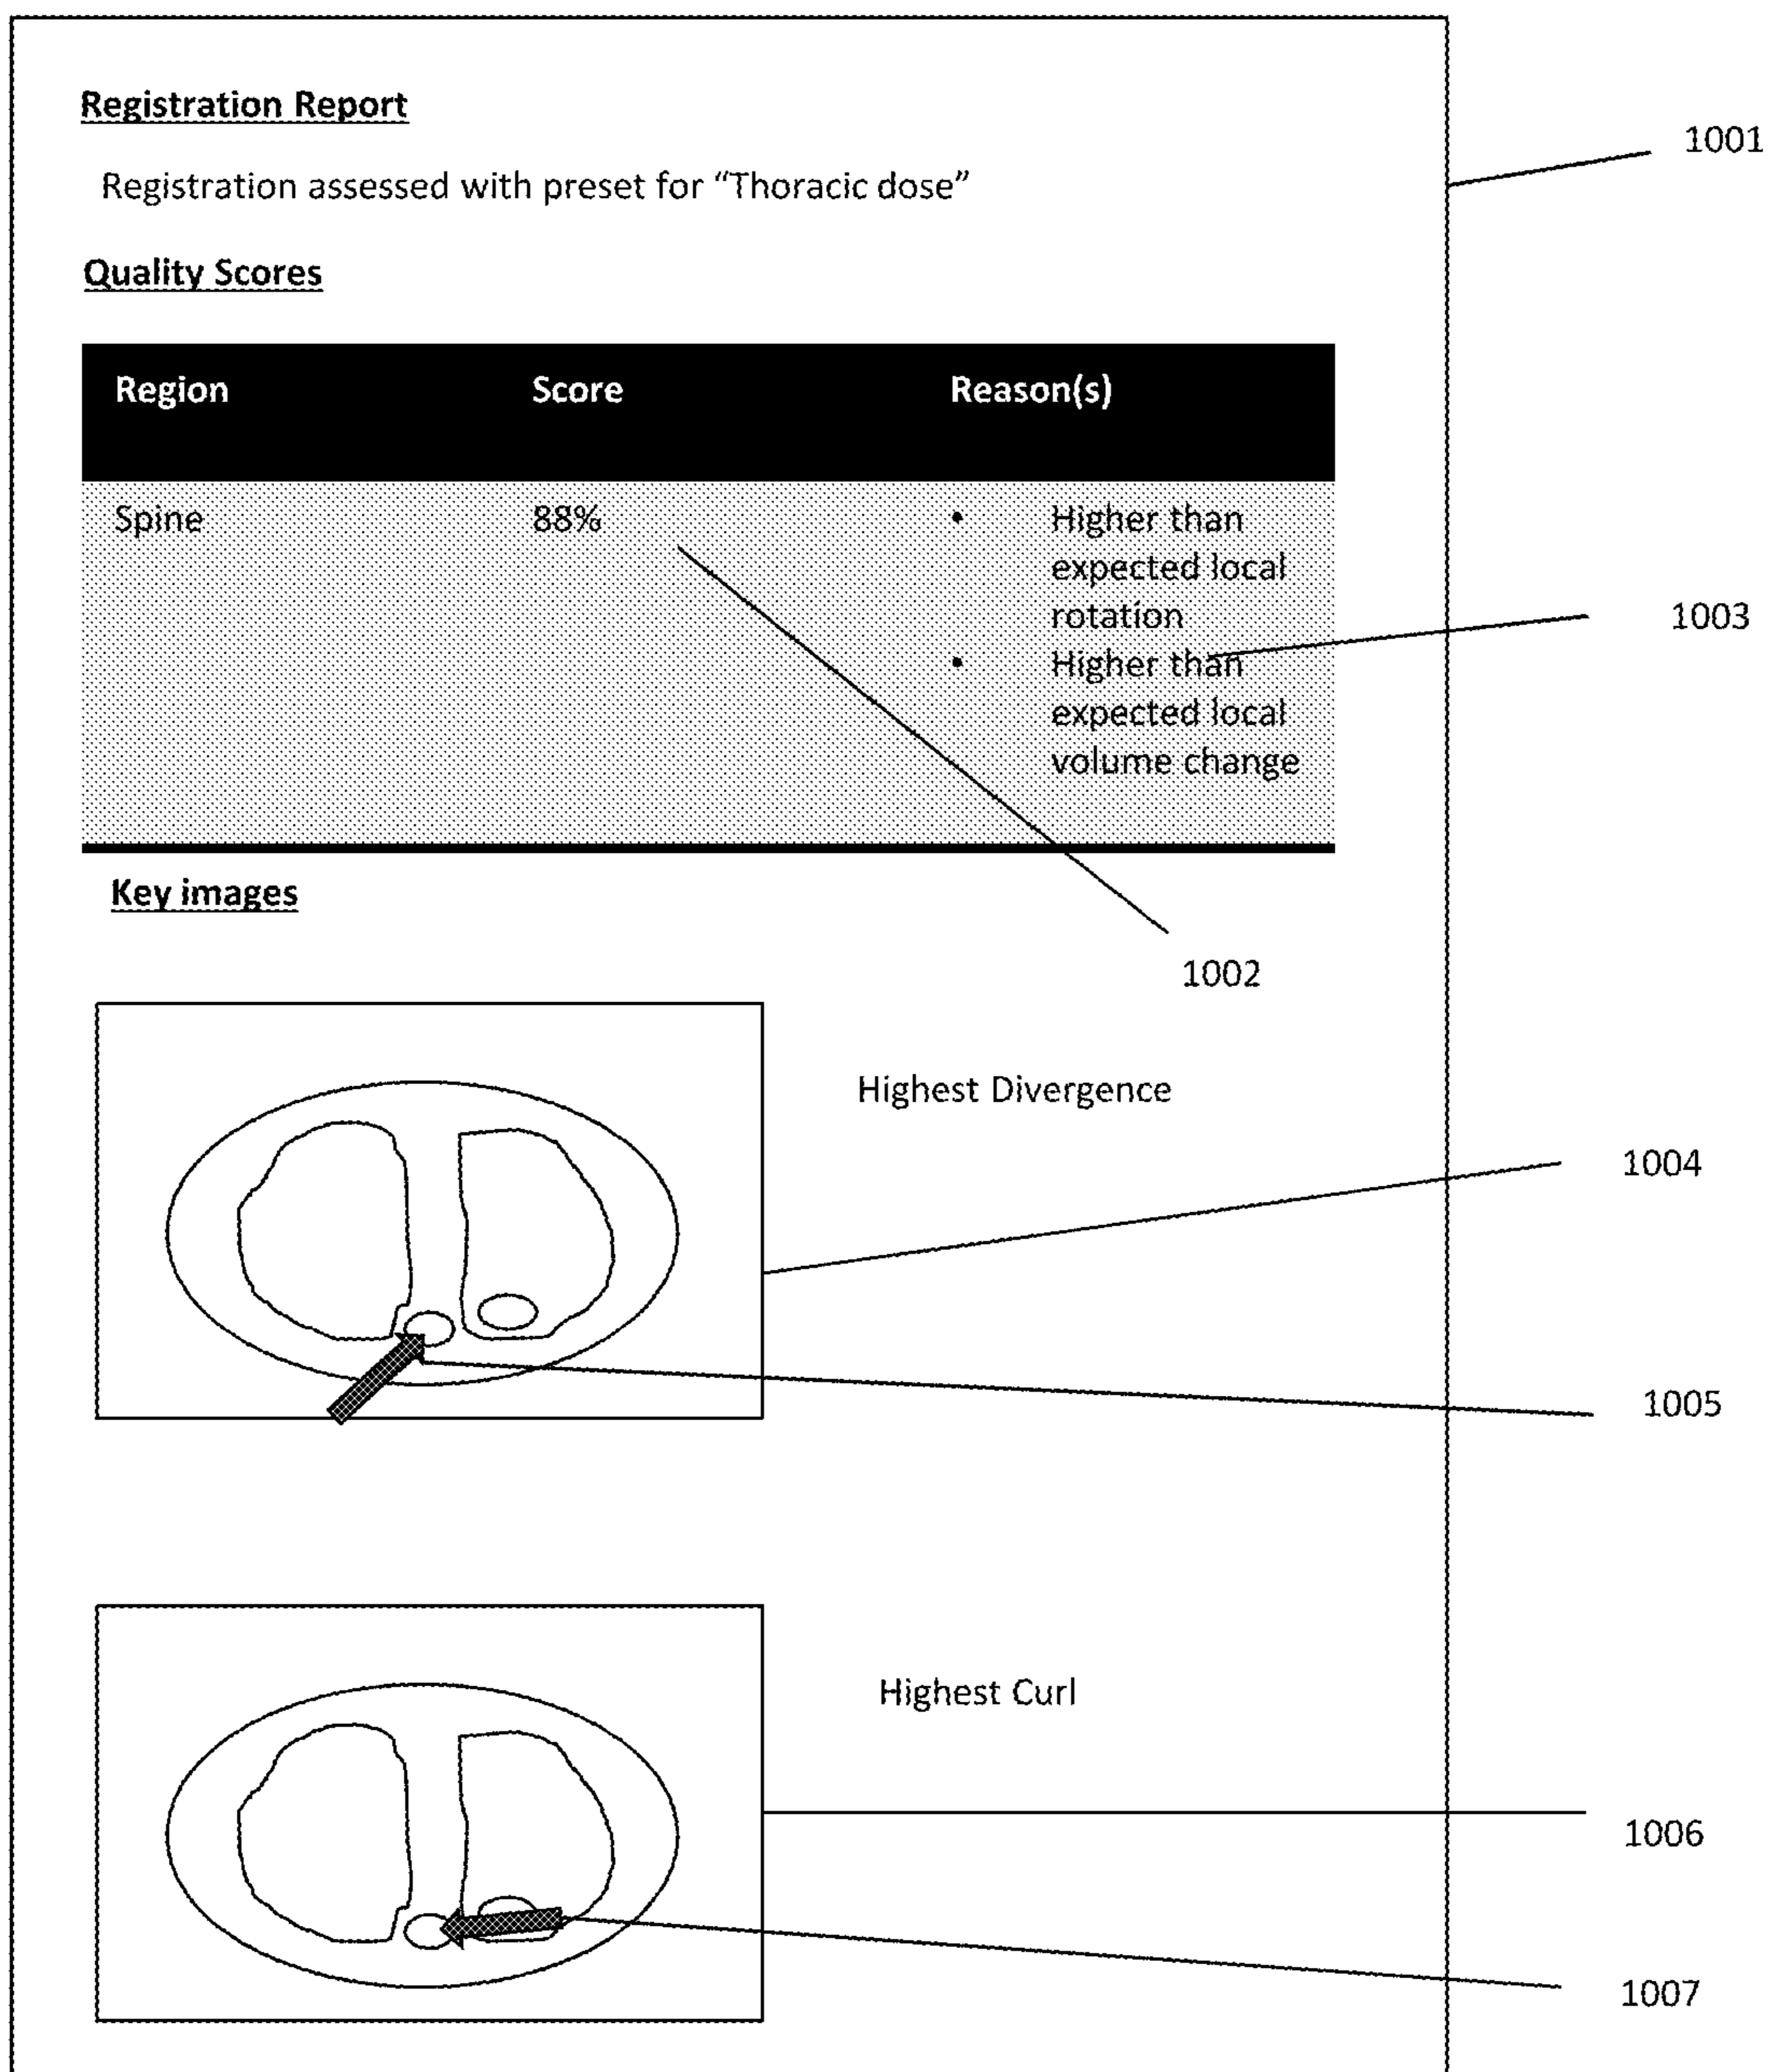 Registration Report
1001
Registration assessed with preset for “Thoracic dose”
Quality Scores
Region Score Reason(s)
Spine 88% • Higher than
expected local
rotation
1003
• Higher than
expected local
volume change
Key images
1002
Highest Divergence
1004
1005
Highest Curl
1006
1007